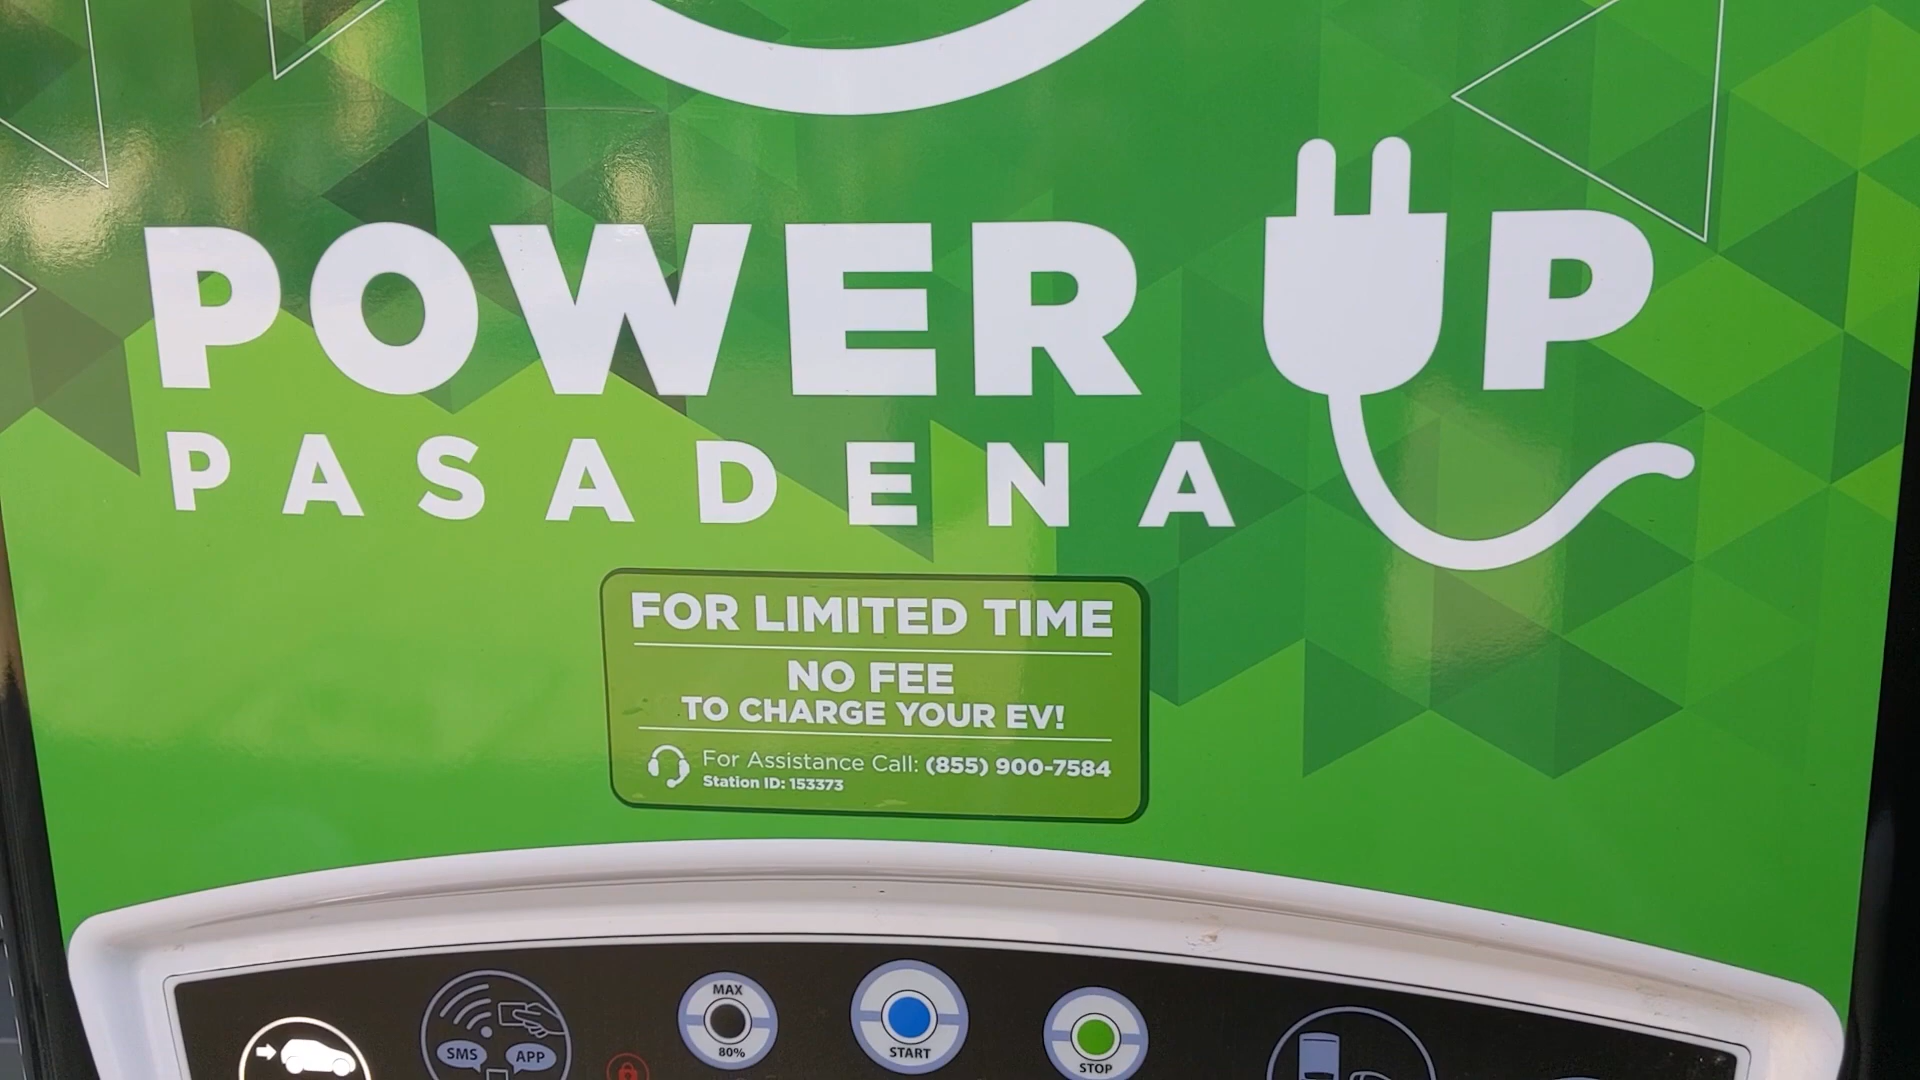 POWER UP
PASADENA
FOR LIMITED TIME
NO FEE
TO CHARGE YOUR EV!
For Assistance Call: (855) 900-7584
Station ID: 153373
SMS APP
MAX
80%
START
STOP